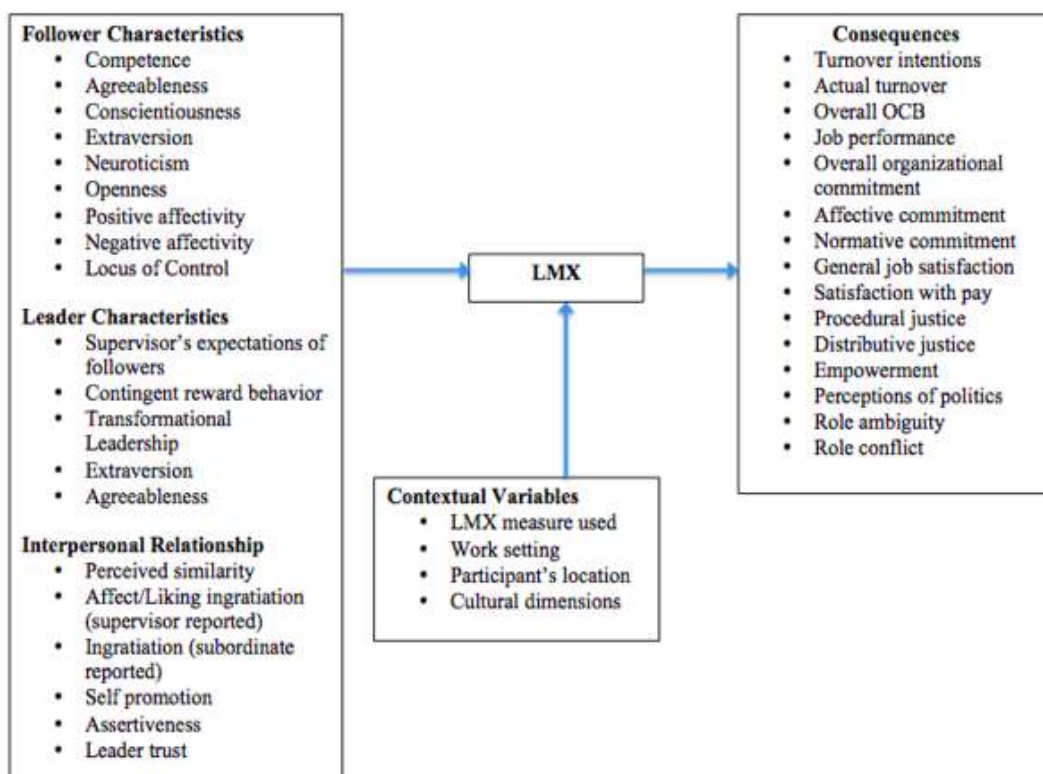 Follower Characteristics
• Competence
• Agreeableness
• Conscientiousness
• Extraversion
• Neuroticism
• Openness
• Positive affectivity
• Negative affectivity
• Locus of Control
Leader Characteristics
• Supervisor's expectations of
followers
• Contingent reward behavior
• Transformational
Leadership
• Extraversion
• Agreeableness
Interpersonal Relationship
• Perceived similarity
• Affect/Liking ingratiation
(supervisor reported)
• Ingratiation (subordinate
reported)
• Self promotion
• Assertiveness
• Leader trust
LMX
Contextual Variables
• LMX measure used
• Work setting
• Participant's location
• Cultural dimensions
Consequences
• Turnover intentions
• Actual turnover
• Overall OCB
• Job performance
• Overall organizational
commitment
• Affective commitment
• Normative commitment
• General job satisfaction
• Satisfaction with pay
• Procedural justice
• Distributive justice
• Empowerment
• Perceptions of politics
• Role ambiguity
• Role conflict